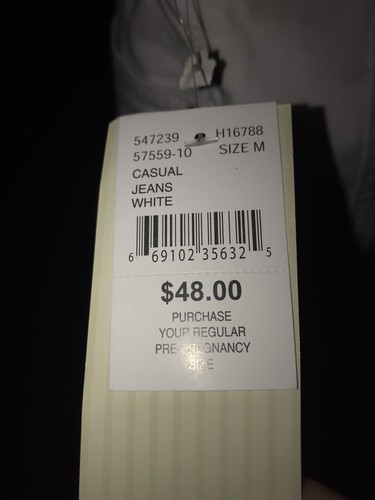 547239 H16788
57559-10 SIZE M
CASUAL
JEANS
WHITE
6 69102 35632 5
$48.00
PURCHASE
YOUR REGULAR
PRE-PREGNANCY
SIZE